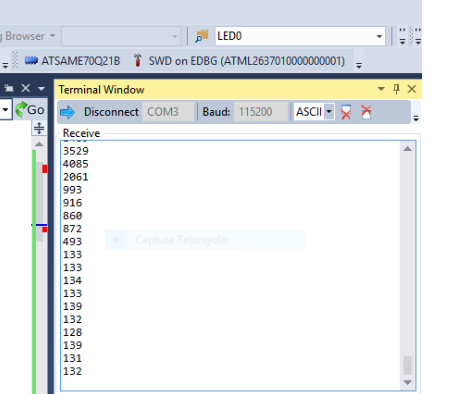 Browser
LED0
ATSAME70Q21B SWD on EDBG (ATML2637010000000001)
Terminal Window
Go
Disconnect COM3 Baud: 115200 ASCII
Receive
3529
4085
2061
993
916
860
872
493
Captura Retangular
133
133
134
133
139
132
128
139
131
132